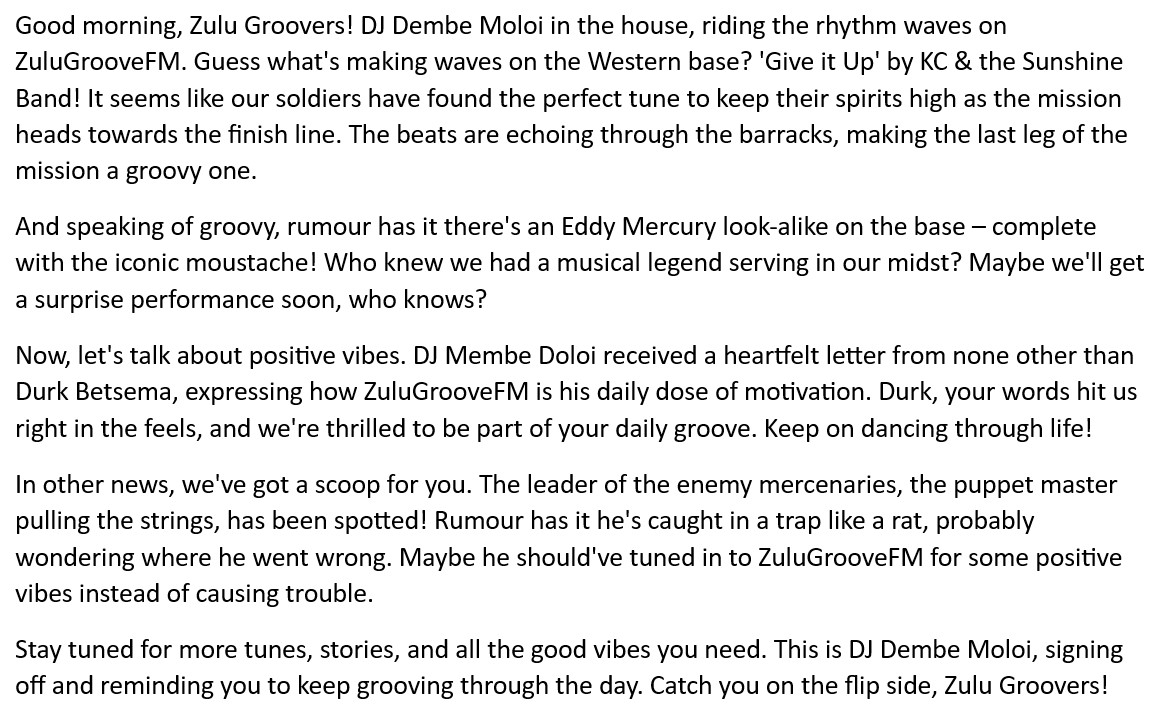 Good morning, Zulu Groovers! DJ Dembe Moloi in the house, riding the rhythm waves on
ZuluGrooveFM. Guess what's making waves on the Western base? 'Give it Up' by KC & the Sunshine
Band! It seems like our soldiers have found the perfect tune to keep their spirits high as the mission
heads towards the finish line. The beats are echoing through the barracks, making the last leg of the
mission a groovy one.
And speaking of groovy, rumour has it there's an Eddy Mercury look-alike on the base – complete
with the iconic moustache! Who knew we had a musical legend serving in our midst? Maybe we'll get
a surprise performance soon, who knows?
Now, let's talk about positive vibes. DJ Membe Doloi received a heartfelt letter from none other than
Durk Betsema, expressing how ZuluGrooveFM is his daily dose of motivation. Durk, your words hit us
right in the feels, and we're thrilled to be part of your daily groove. Keep on dancing through life!
In other news, we've got a scoop for you. The leader of the enemy mercenaries, the puppet master
pulling the strings, has been spotted! Rumour has it he's caught in a trap like a rat, probably
wondering where he went wrong. Maybe he should've tuned in to ZuluGrooveFM for some positive
vibes instead of causing trouble.
Stay tuned for more tunes, stories, and all the good vibes you need. This is DJ Dembe Moloi, signing
off and reminding you to keep grooving through the day. Catch you on the flip side, Zulu Groovers!